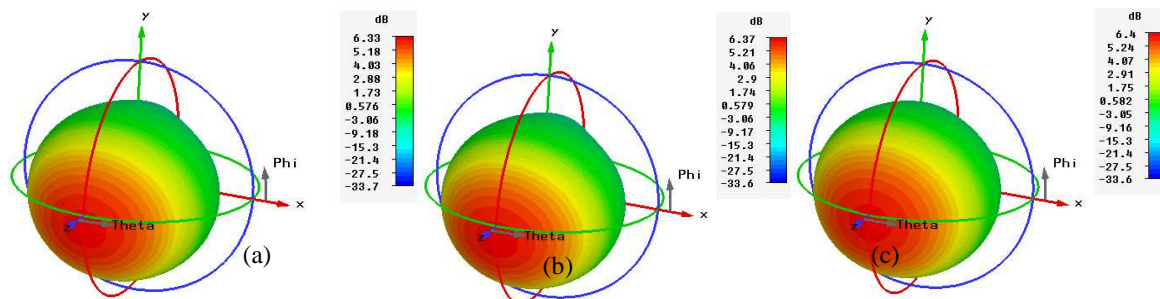 y
Phi
x
Theta
z
(a)
dB
6.33
5.18
4.03
2.88
1.73
0.576
-3.06
-9.18
-15.3
-21.4
-27.5
-33.7
y
Phi
x
Theta
z
(b)
dB
6.37
5.21
4.06
2.9
1.75
0.579
-3.06
-9.17
-15.3
-21.4
-27.5
-33.6
y
Phi
x
Theta
z
(c)
dB
6.4
5.24
4.07
2.91
1.75
0.582
-3.05
-9.16
-15.3
-21.4
-27.5
-33.6